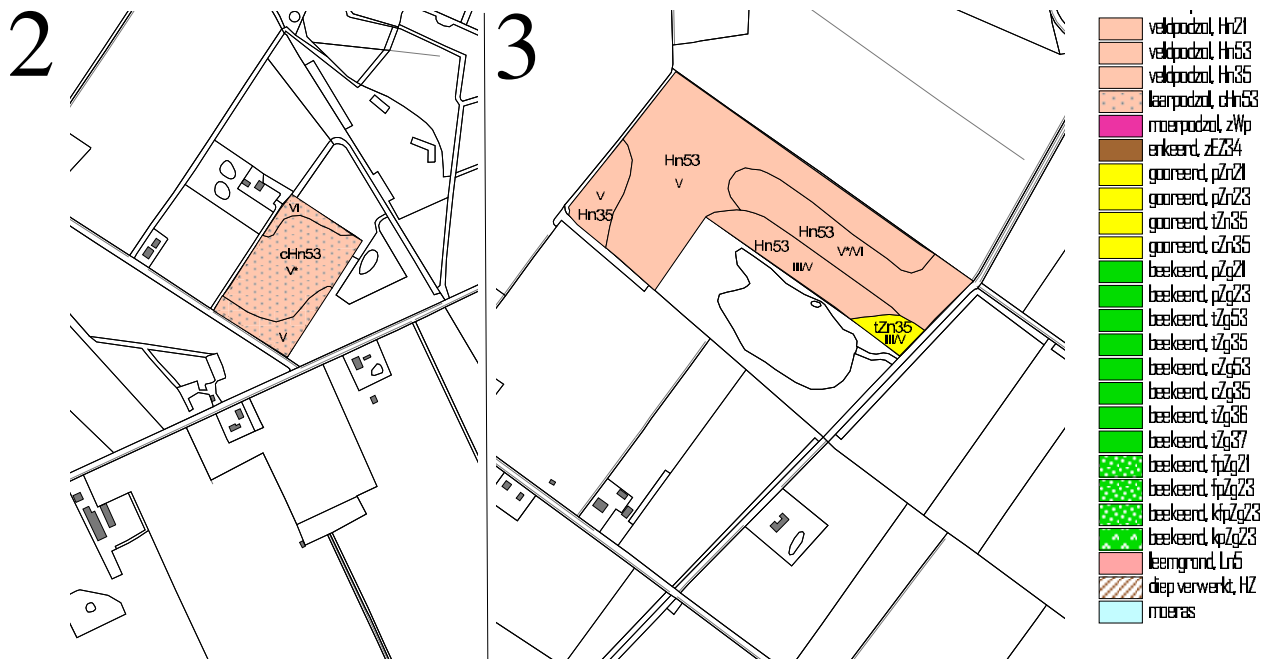 2
VI
cHn53
V*
V
3
Hn53
V
V
Hn35
Hn53
V*/VI
Hn53
III/V
tZn35
III/V
veldpodzol, Hn21
veldpodzol, Hn53
veldpodzol, Hn35
laarpodzol, cHn53
moerpodzol, zWp
enkeerd, zEZ34
gooreerd, pZn21
gooreerd, pZn23
gooreerd, tZn35
gooreerd, cZn35
beekeerd, pZg21
beekeerd, pZg23
beekeerd, tZg53
beekeerd, tZg35
beekeerd, cZg53
beekeerd, cZg35
beekeerd, tZg36
beekeerd, tZg37
beekeerd, fpZg21
beekeerd, fpZg23
beekeerd, kfpZg23
beekeerd, kpZg23
leemgrond, Ln5
diep verwerkt, HZ
moeras